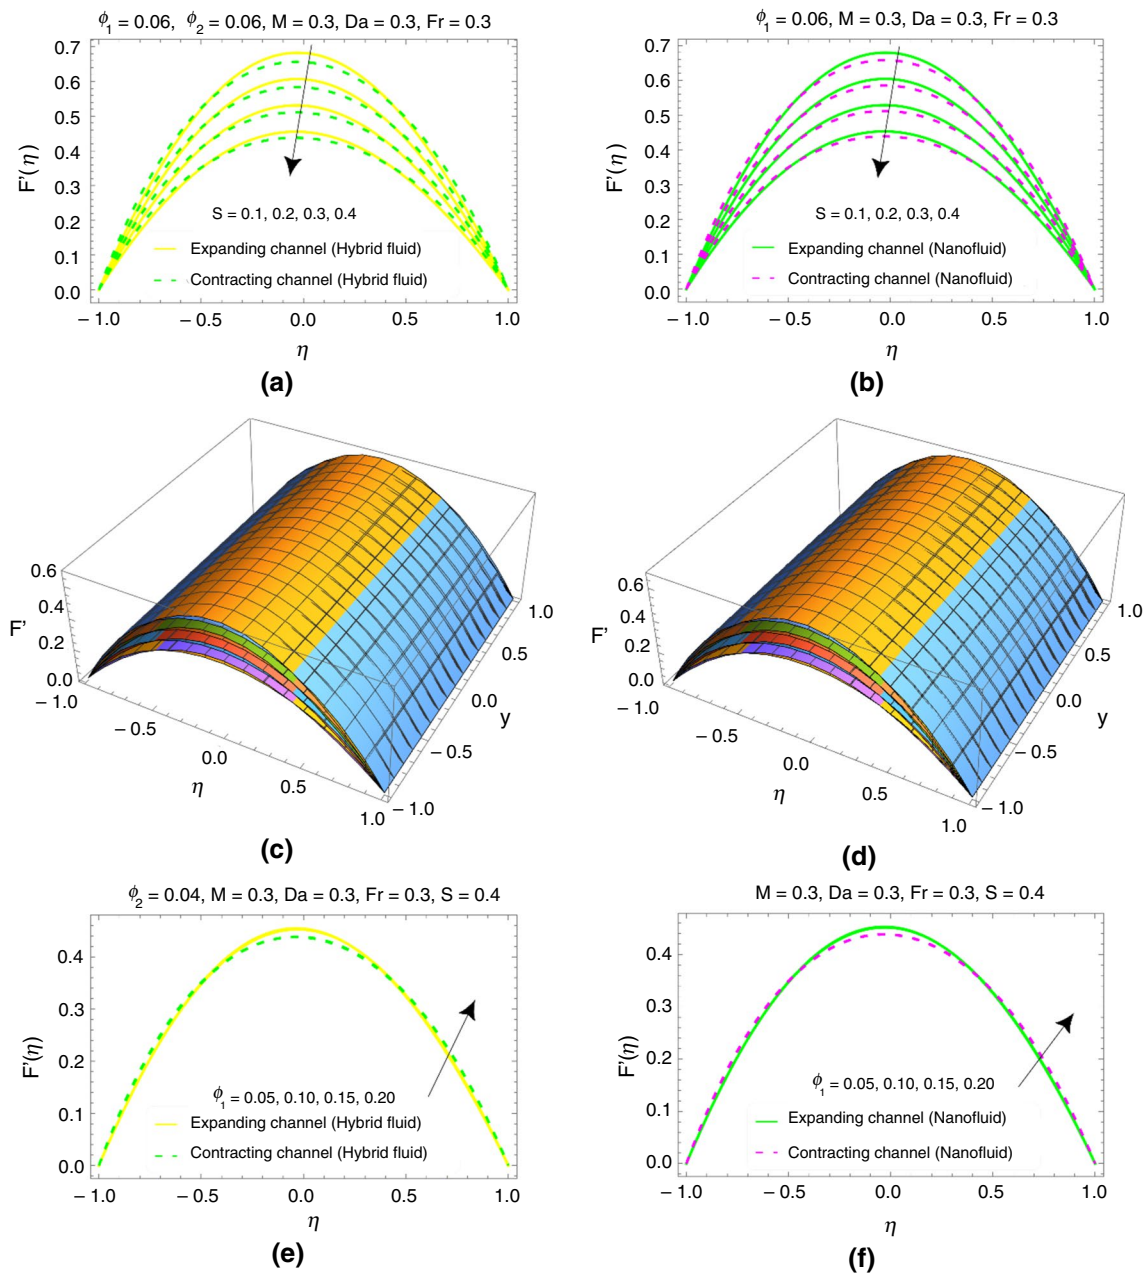 ϕ1 = 0.06, ϕ2 = 0.06, M = 0.3, Da = 0.3, Fr = 0.3
0.7
0.6
0.5
0.4
0.3
0.2
0.1
0.0
F'(η)
S = 0.1, 0.2, 0.3, 0.4
Expanding channel (Hybrid fluid)
Contracting channel (Hybrid fluid)
− 1.0 − 0.5 0.0 0.5 1.0
η
(a)
ϕ1 = 0.06, M = 0.3, Da = 0.3, Fr = 0.3
0.7
0.6
0.5
0.4
0.3
0.2
0.1
0.0
F'(η)
S = 0.1, 0.2, 0.3, 0.4
Expanding channel (Nanofluid)
Contracting channel (Nanofluid)
− 1.0 − 0.5 0.0 0.5 1.0
η
(b)
0.6
0.4
0.2
0.0
F'
− 1.0
− 0.5
0.0
0.5
1.0
η
− 1.0
− 0.5
0.0
0.5
1.0
y
(c)
0.6
0.4
0.2
0.0
F'
− 1.0
− 0.5
0.0
0.5
1.0
η
− 1.0
− 0.5
0.0
0.5
1.0
y
(d)
ϕ2 = 0.04, M = 0.3, Da = 0.3, Fr = 0.3, S = 0.4
0.4
0.3
0.2
0.1
0.0
F'(η)
ϕ1 = 0.05, 0.10, 0.15, 0.20
Expanding channel (Hybrid fluid)
Contracting channel (Hybrid fluid)
− 1.0 − 0.5 0.0 0.5 1.0
η
(e)
M = 0.3, Da = 0.3, Fr = 0.3, S = 0.4
0.4
0.3
0.2
0.1
0.0
F'(η)
ϕ1 = 0.05, 0.10, 0.15, 0.20
Expanding channel (Nanofluid)
Contracting channel (Nanofluid)
− 1.0 − 0.5 0.0 0.5 1.0
η
(f)